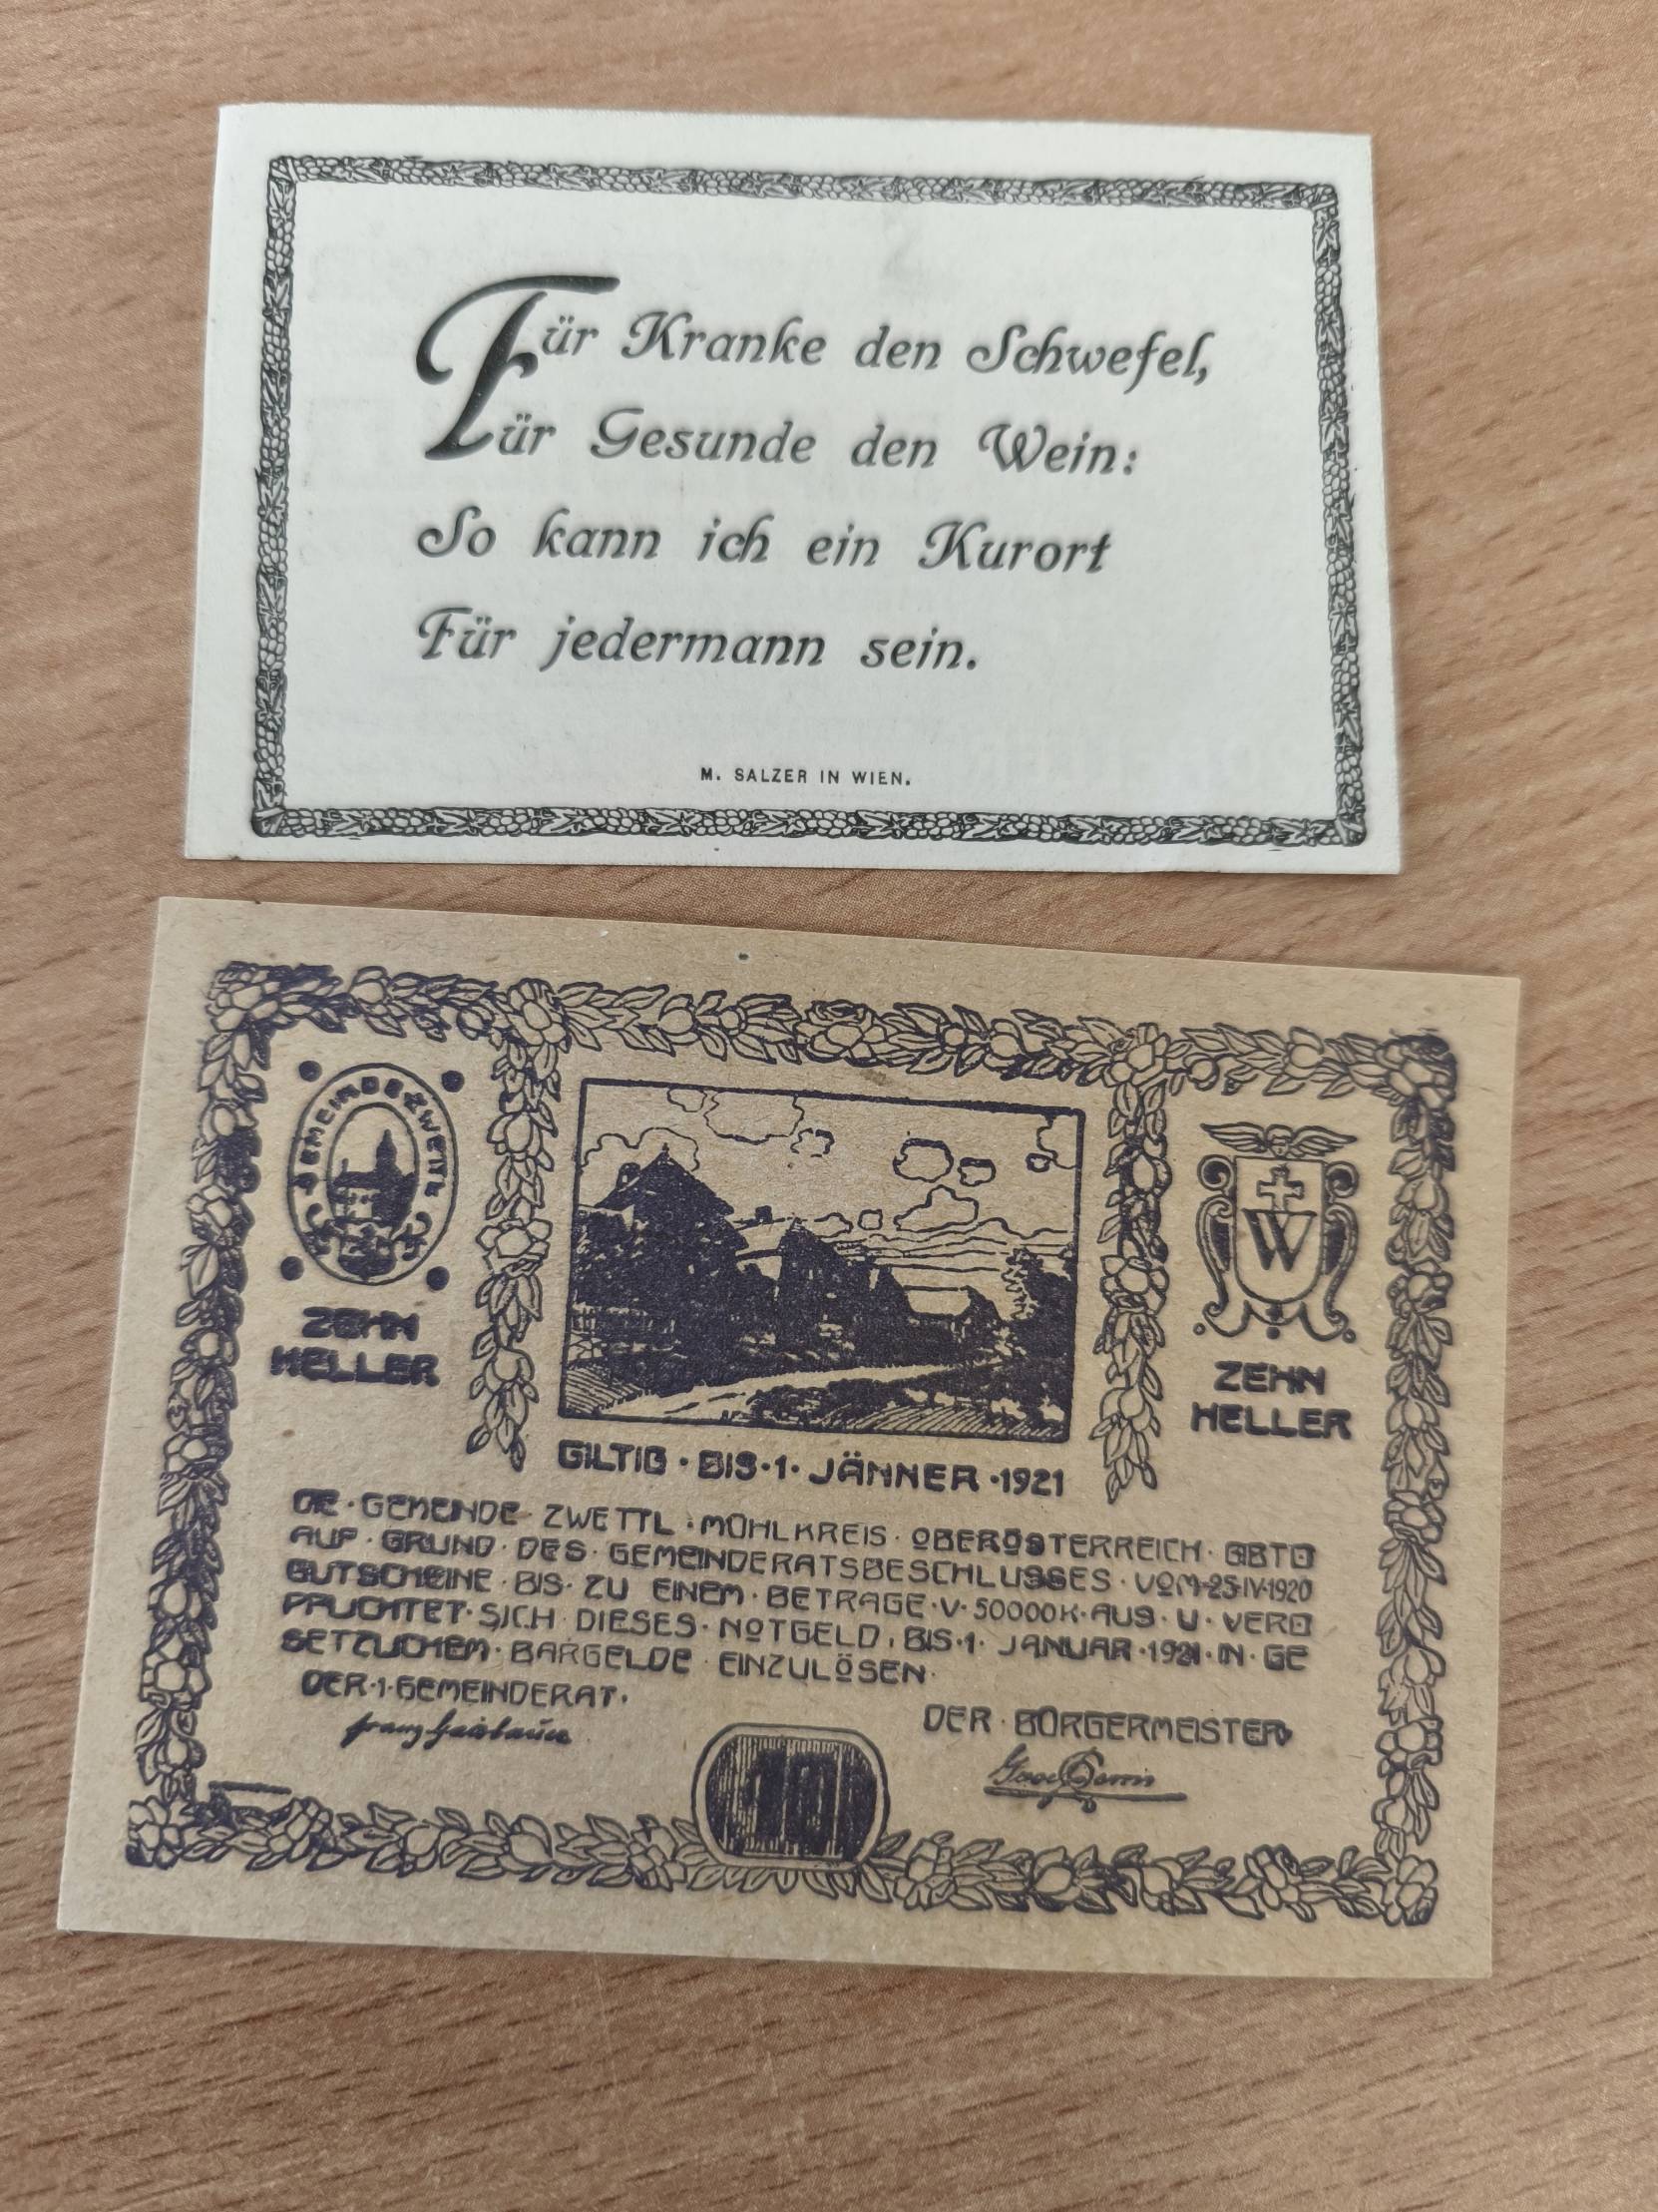 Für Kranke den Schwefel,
Für Gesunde den Wein:
So kann ich ein Kurort
Für jedermann sein.
M. SALZER IN WIEN.
GEMEINDE ZWETTL
W
ZEHN
HELLER
ZEHN
HELLER
GILTIG · BIS · 1 · JÄNNER · 1921
DIE · GEMEINDE · ZWETTL · MÜHLKREIS · OBERÖSTERREICH · GIBT
AUF · GRUND · DES · GEMEINDERATSBESCHLUSSES · VOM · 25 · IV · 1920
GUTSCHEINE · BIS · ZU EINEM · BETRAGE · V · 50000 K · AUS · U · VER
PFLICHTET · SICH DIESES · NOTGELD · BIS · 1 · JANUAR · 1921 · IN · GE
SETZLICHEM · BARGELDE EINZULÖSEN ·
DER · 1 · GEMEINDERAT ·
DER · BÜRGERMEISTER
10